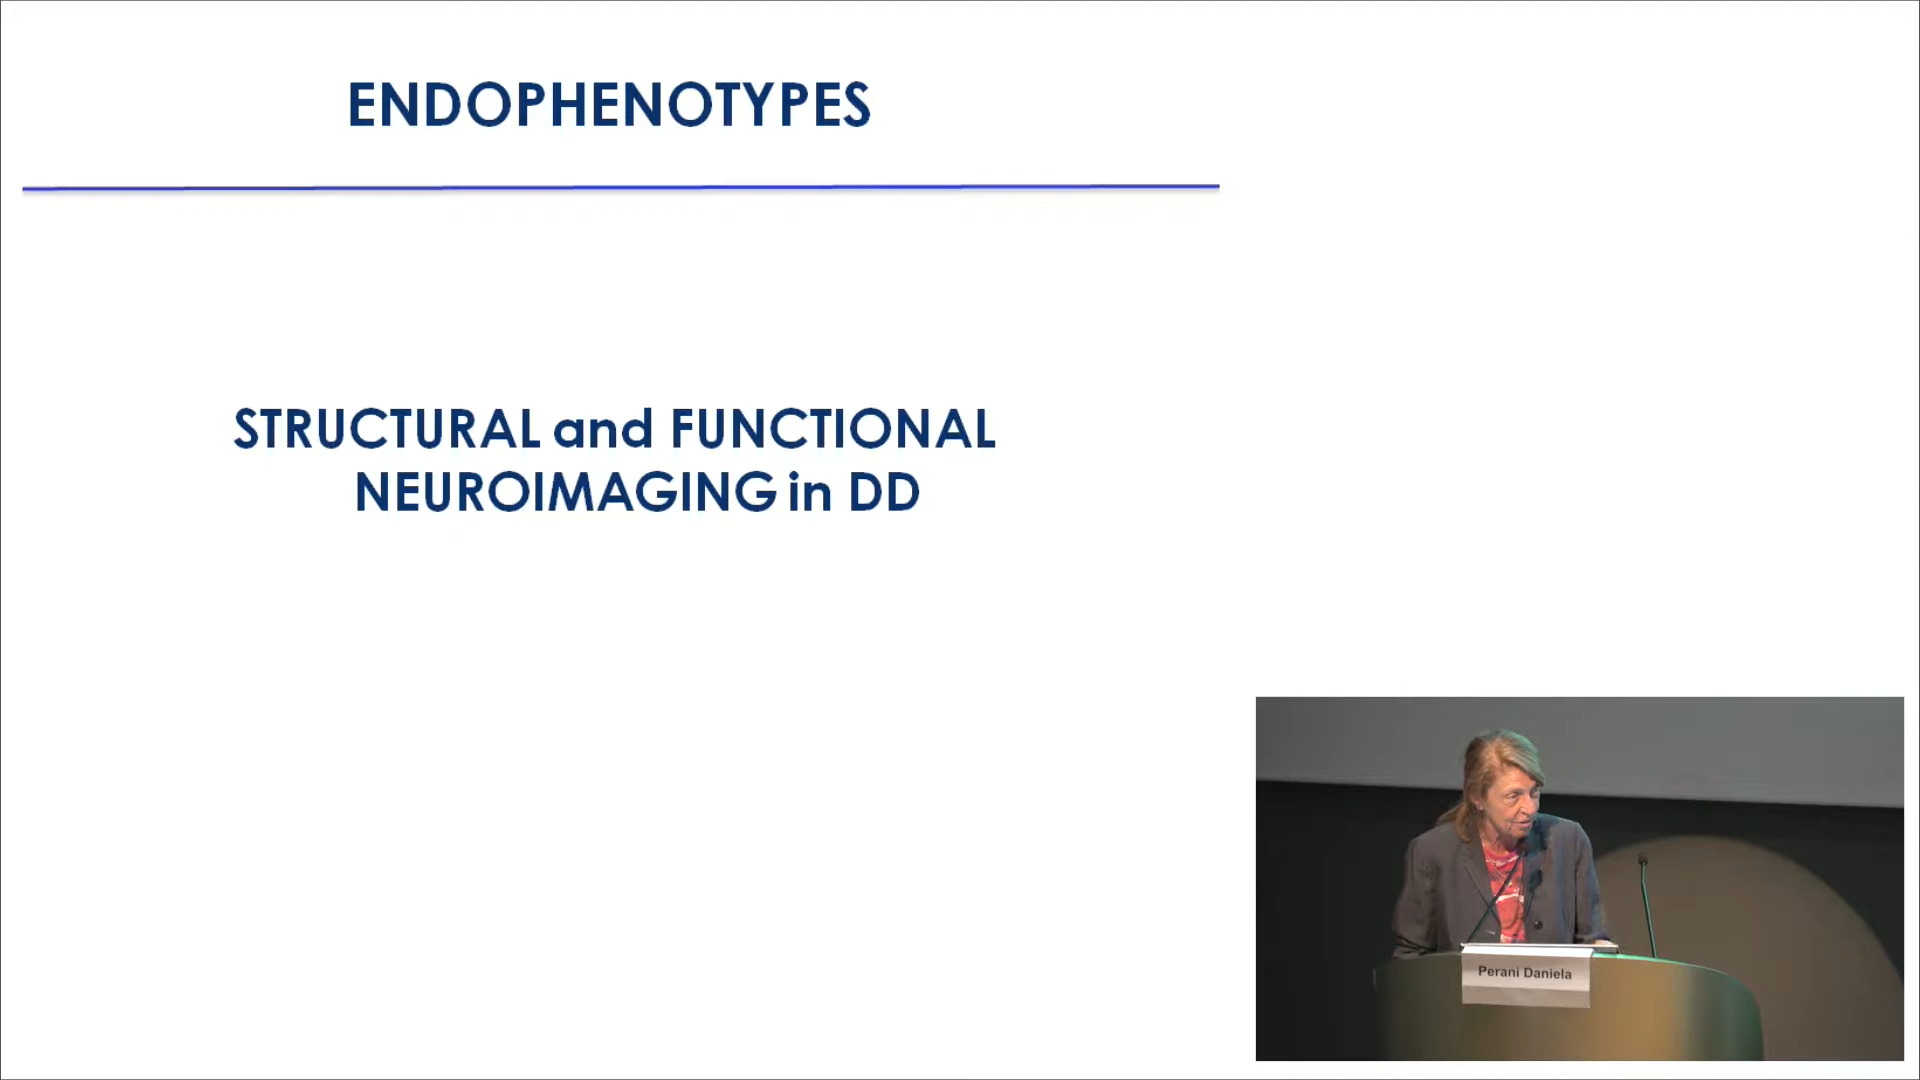 ENDOPHENOTYPES
STRUCTURAL and FUNCTIONAL
NEUROIMAGING in DD
Perani Daniela